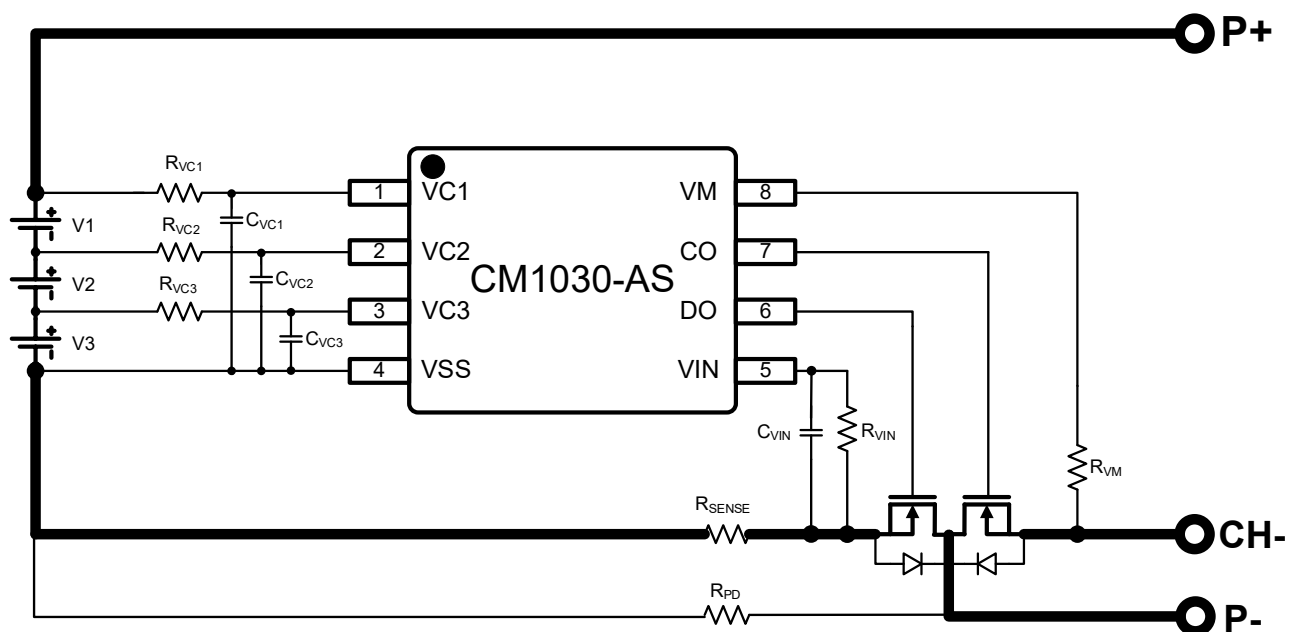 P+
RVC1
1
VC1
VM
8
V1
CVC1
RVC2
2
VC2
CO
7
CM1030-AS
V2
CVC2
RVC3
3
VC3
DO
6
V3
CVC3
4
VSS
VIN
5
CVIN
RVIN
RVM
RSENSE
CH-
RPD
P-